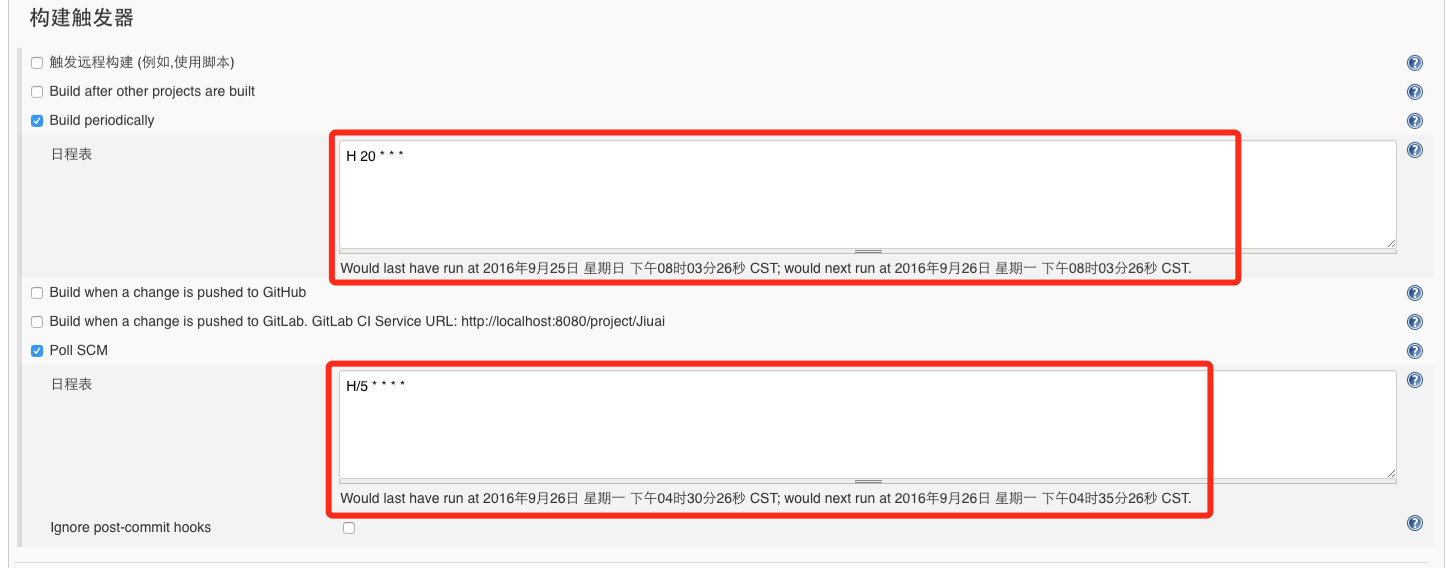 构建触发器
触发远程构建 (例如,使用脚本)
Build after other projects are built
Build periodically
日程表
H 20 * * *
Would last have run at 2016年9月25日 星期日 下午08时03分26秒 CST; would next run at 2016年9月26日 星期一 下午08时03分26秒 CST.
Build when a change is pushed to GitHub
Build when a change is pushed to GitLab. GitLab CI Service URL: http://localhost:8080/project/Jiuai
Poll SCM
日程表
H/5 * * * *
Would last have run at 2016年9月26日 星期一 下午04时30分26秒 CST; would next run at 2016年9月26日 星期一 下午04时35分26秒 CST.
Ignore post-commit hooks